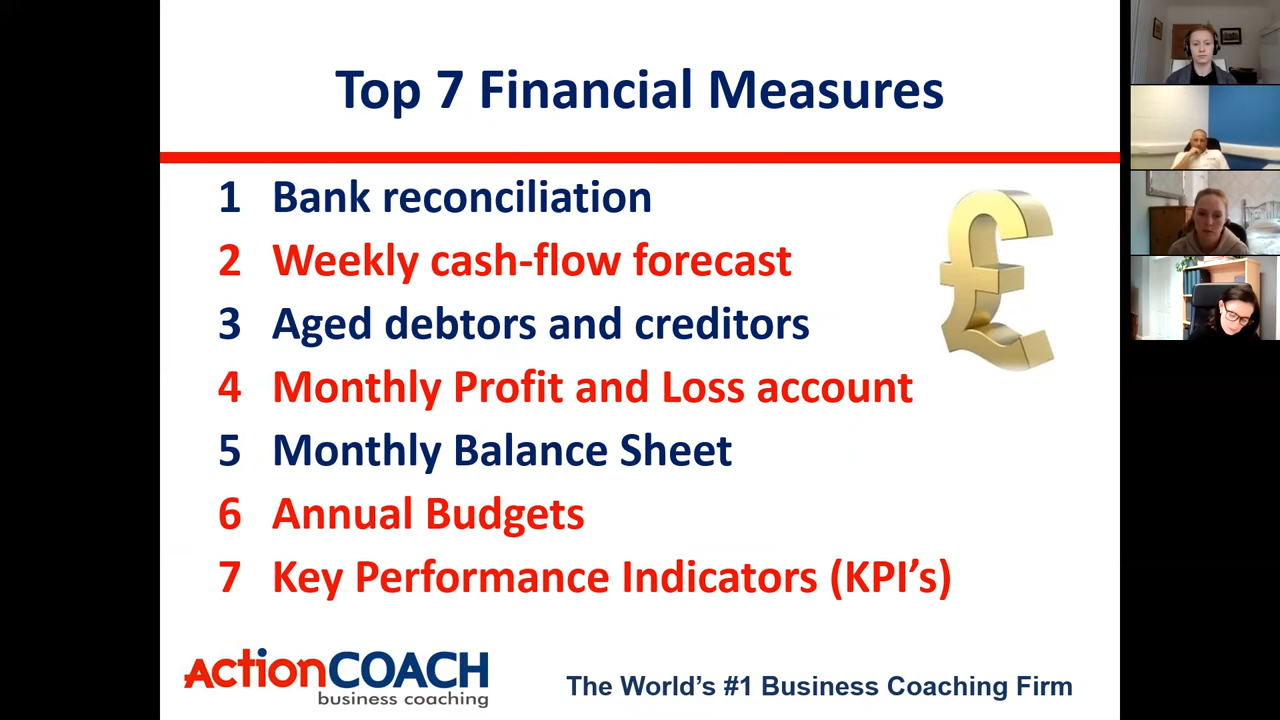 Top 7 Financial Measures
1 Bank reconciliation
2 Weekly cash-flow forecast
3 Aged debtors and creditors
4 Monthly Profit and Loss account
5 Monthly Balance Sheet
6 Annual Budgets
7 Key Performance Indicators (KPI’s)
ActionCOACH
business coaching
The World’s #1 Business Coaching Firm